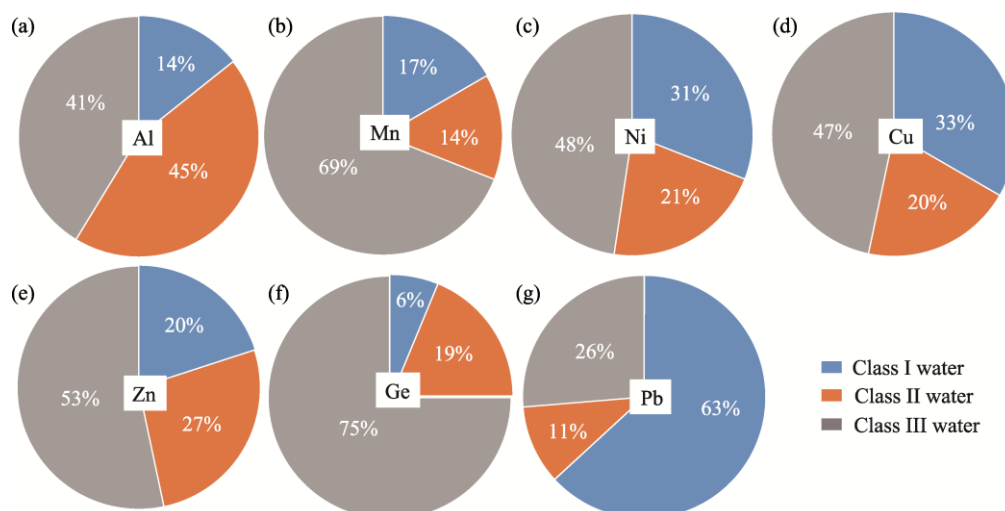 (a)
14%
41%
45%
Al
(b)
17%
14%
69%
Mn
(c)
31%
48%
21%
Ni
(d)
33%
47%
20%
Cu
(e)
20%
53%
27%
Zn
(f)
6%
19%
75%
Ge
(g)
26%
11%
63%
Pb
Class I water
Class II water
Class III water